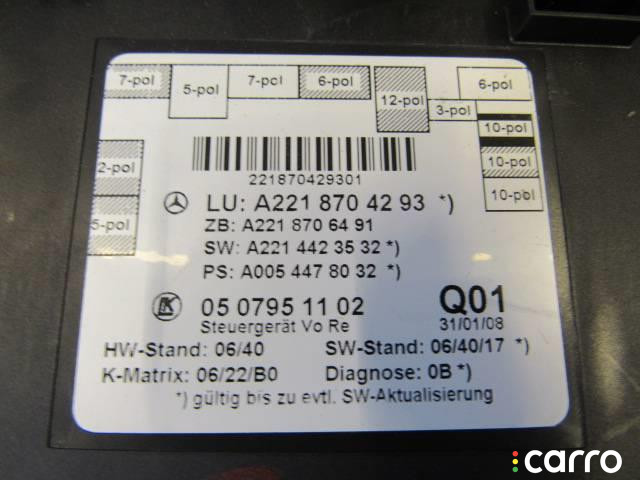 7-pol 5-pol 7-pol 6-pol 12-pol 3-pol 6-pol
10-pol
2-pol 10-pol
5-pol 10-pol
221870429301
LU: A221 870 42 93 *)
ZB: A221 870 64 91
SW: A221 442 35 32 *)
PS: A005 447 80 32 *)
K 05 0795 11 02 Q01
Steuergerät Vo Re 31/01/08
HW-Stand: 06/40 SW-Stand: 06/40/17 *)
K-Matrix: 06/22/B0 Diagnose: 0B *)
*) gültig bis zu evtl. SW-Aktualisierung
carro